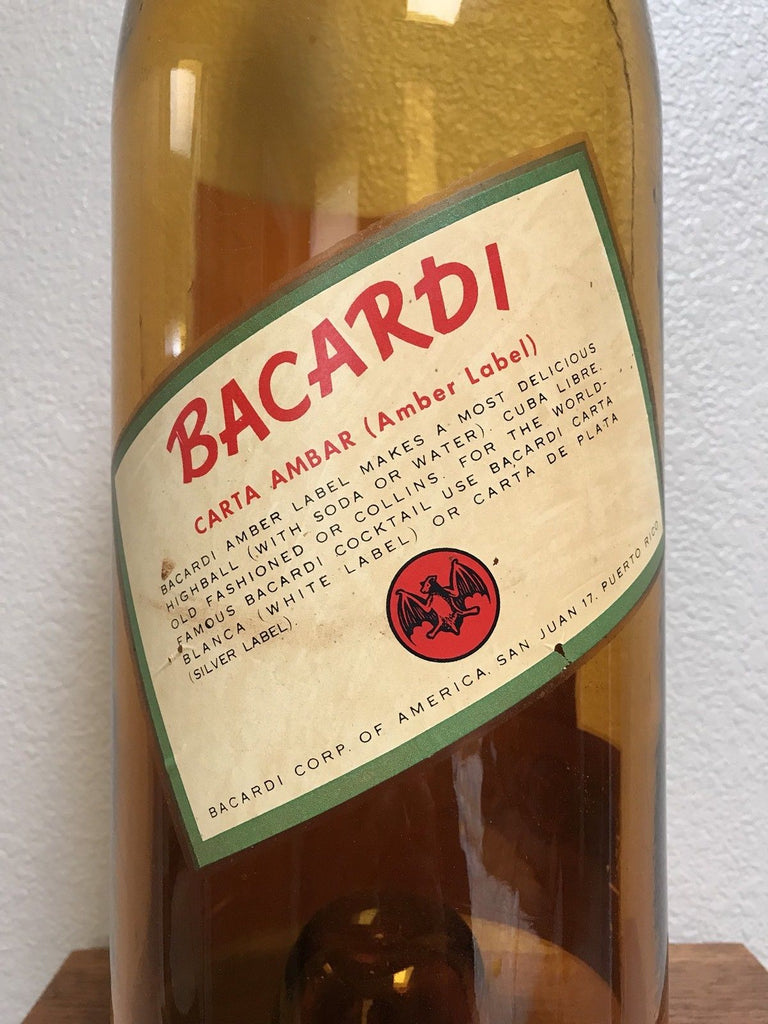 BACARDI
CARTA AMBAR (Amber Label)
BACARDI AMBER LABEL MAKES A MOST DELICIOUS
HIGHBALL (WITH SODA OR WATER). CUBA LIBRE.
OLD FASHIONED OR COLLINS. FOR THE WORLD-
FAMOUS BACARDI COCKTAIL USE BACARDI CARTA
BLANCA (WHITE LABEL) OR CARTA DE PLATA
(SILVER LABEL).
BACARDI CORP. OF AMERICA. SAN JUAN 17. PUERTO RICO